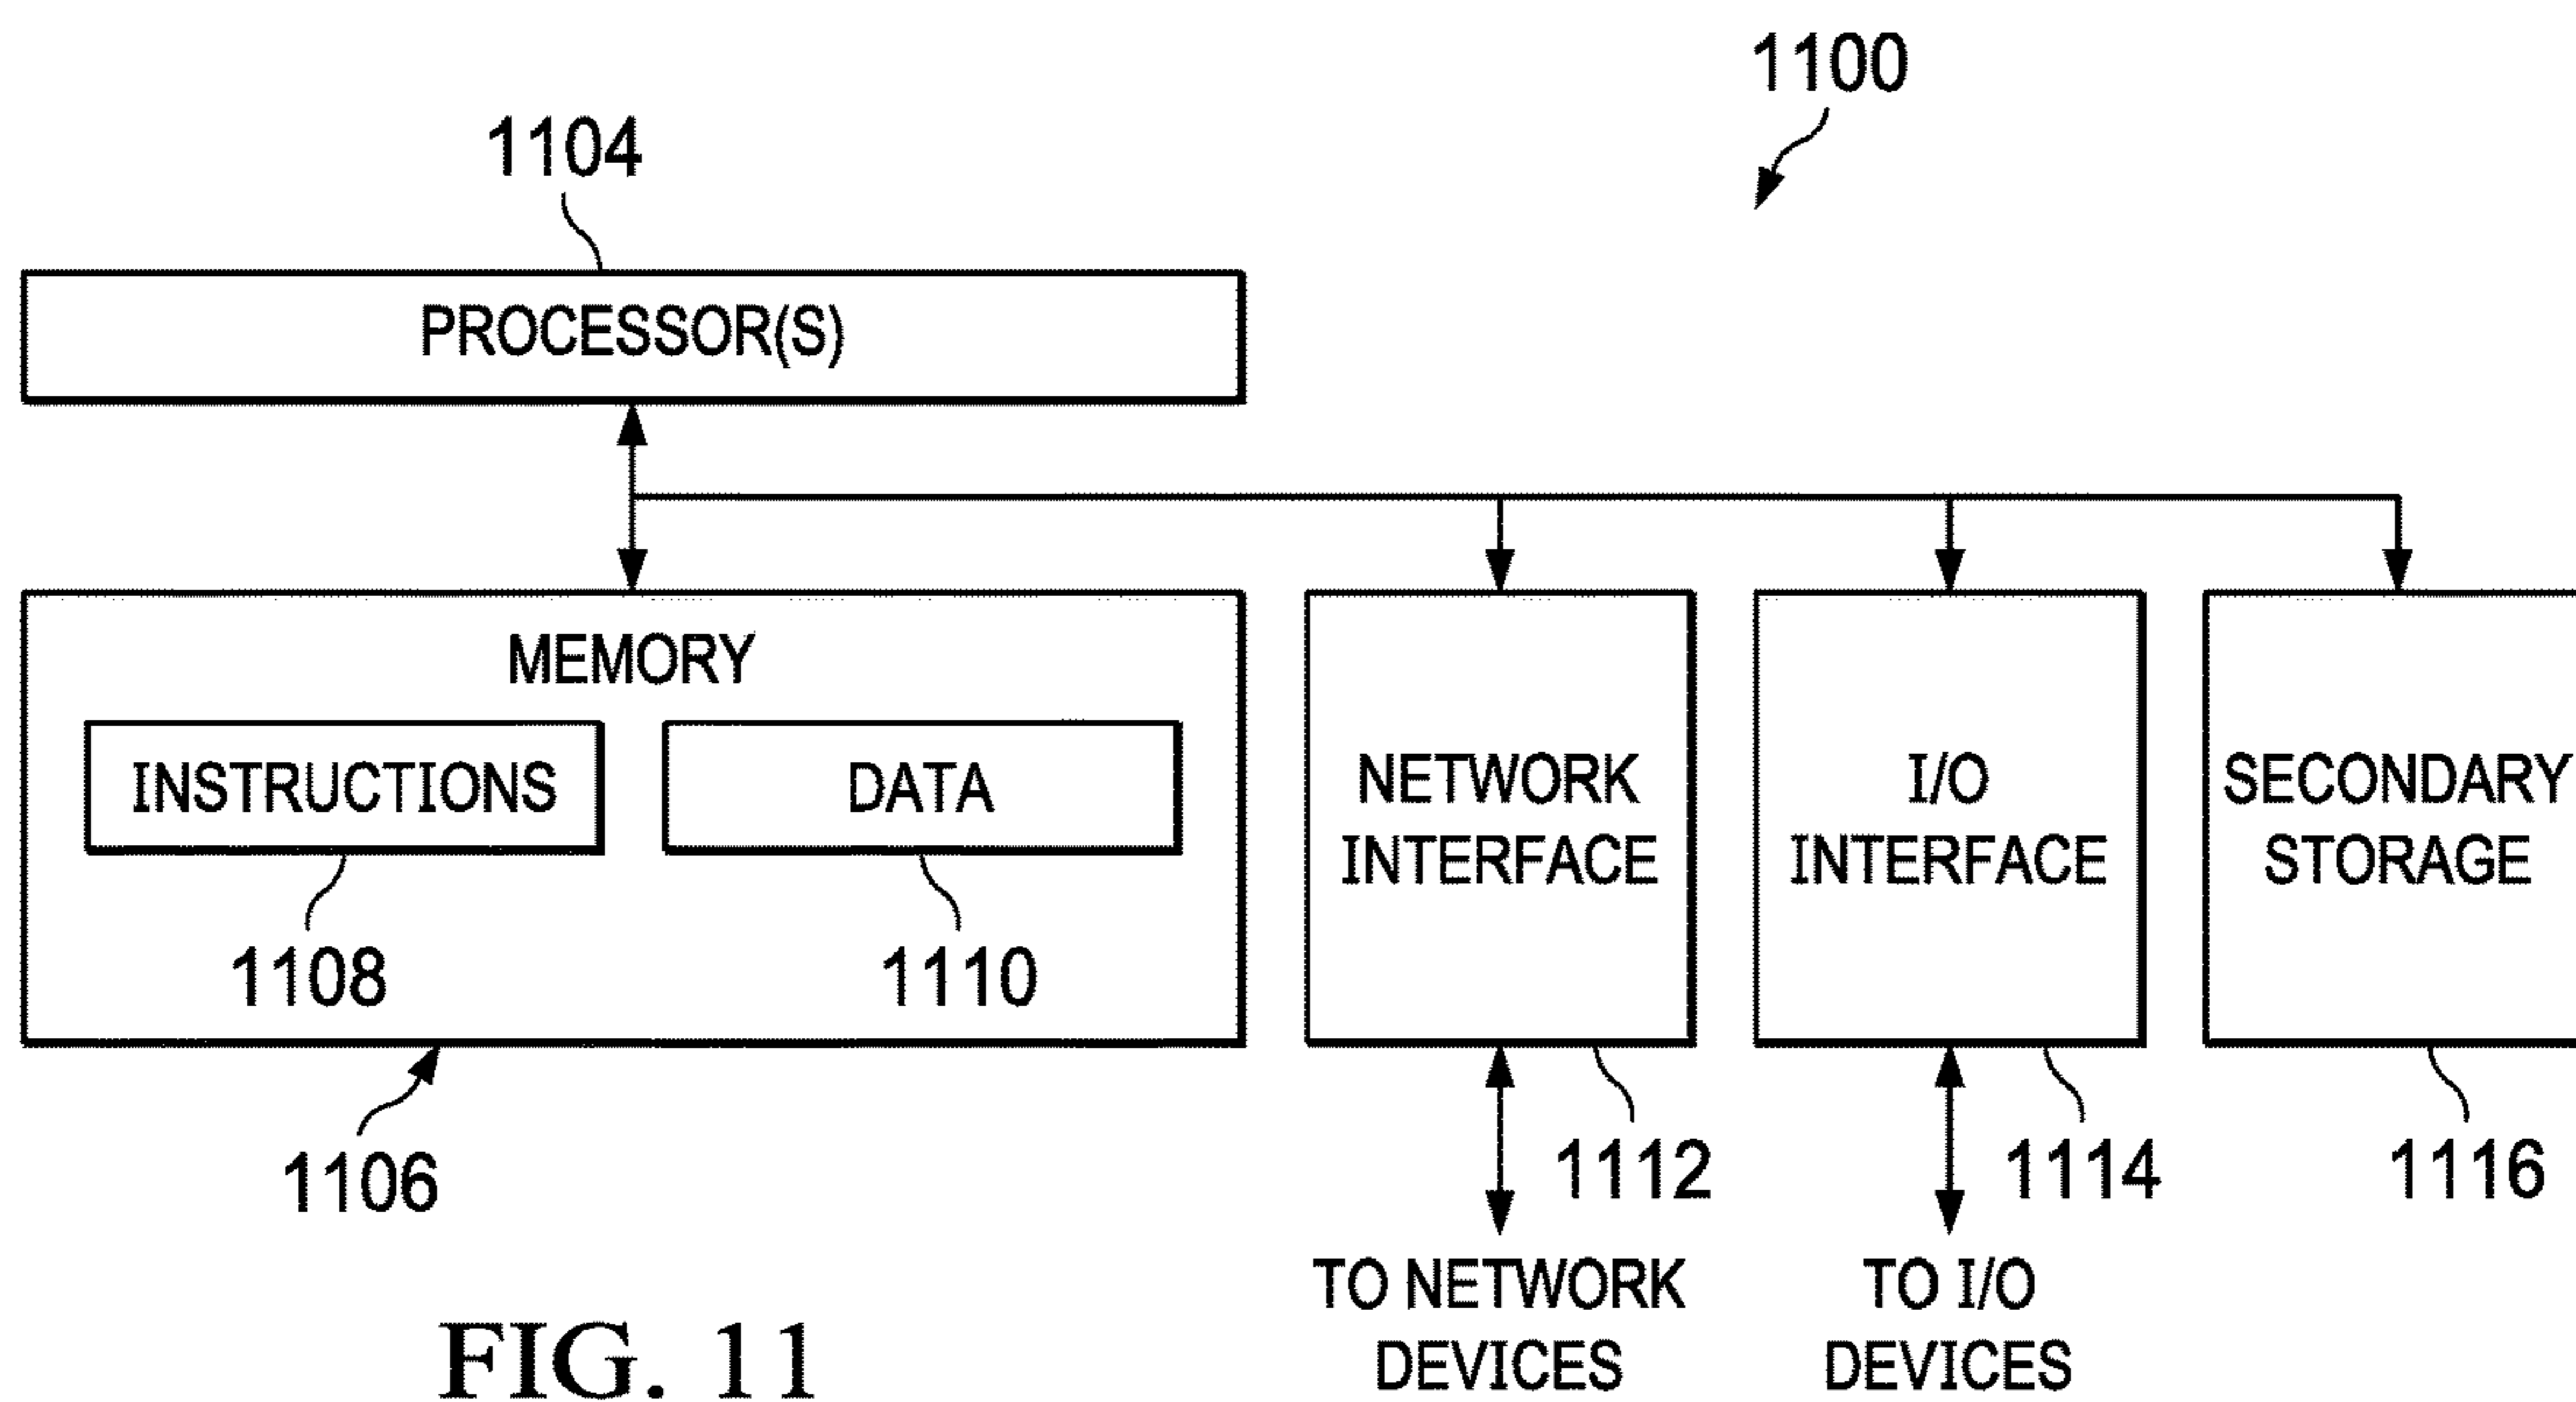 1100
1104
PROCESSOR(S)
MEMORY
INSTRUCTIONS
DATA
1108
1110
1106
NETWORK
INTERFACE
1112
TO NETWORK
DEVICES
I/O
INTERFACE
1114
TO I/O
DEVICES
SECONDARY
STORAGE
1116
FIG. 11